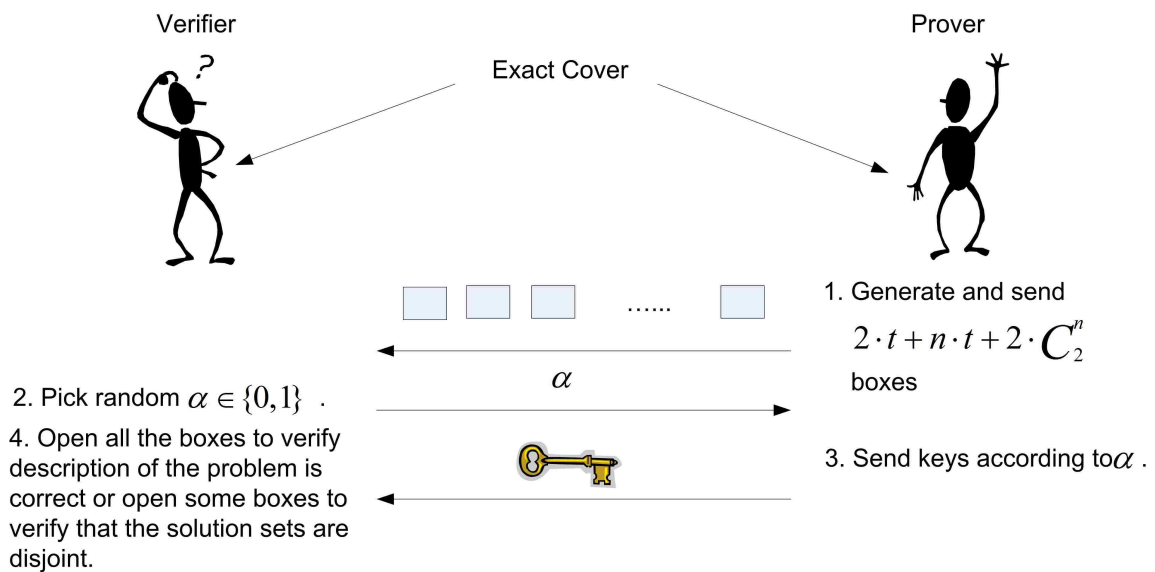 Verifier
Prover
?
Exact Cover
1. Generate and send
2·t+n·t+2·C₂ⁿ
boxes
......
α
2. Pick random α ∈ {0,1} .
4. Open all the boxes to verify
description of the problem is
correct or open some boxes to
verify that the solution sets are
disjoint.
3. Send keys according toα .